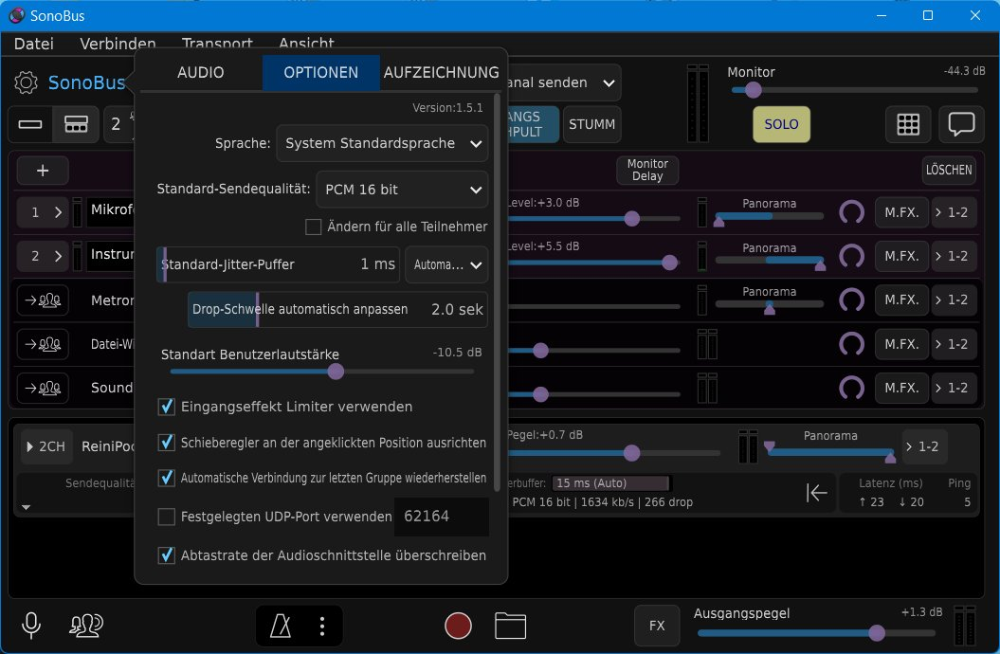 SonoBus
Datei Verbinden Transport Ansicht
SonoBus
AUDIO OPTIONEN AUFZEICHNUNG
anal senden
Monitor -44.3 dB
2
ANGS
HPULT
STUMM
SOLO
Version:1.5.1
Sprache: System Standardsprache
Standard-Sendequalität: PCM 16 bit
Ändern für alle Teilnehmer
Standard-Jitter-Puffer 1 ms Automa...
Drop-Schwelle automatisch anpassen 2.0 sek
Standart Benutzerlautstärke -10.5 dB
Eingangseffekt Limiter verwenden
Schieberegler an der angeklickten Position ausrichten
Automatische Verbindung zur letzten Gruppe wiederherstellen
Festgelegten UDP-Port verwenden 62164
Abtastrate der Audioschnittstelle überschreiben
+
Monitor
Delay
LÖSCHEN
1 > Mikrofo Level:+3.0 dB Panorama M.FX. > 1-2
2 > Instrum Level:+5.5 dB Panorama M.FX. > 1-2
Metron Panorama M.FX. > 1-2
Datei-Wi M.FX. > 1-2
Sound M.FX. > 1-2
2CH ReiniPod Pegel:+0.7 dB Panorama > 1-2
Sendequalitä erbuffer: 15 ms (Auto) Latenz (ms) Ping
PCM 16 bit | 1634 kb/s | 266 drop ↑ 23 ↓ 20 5
FX Ausgangspegel +1.3 dB